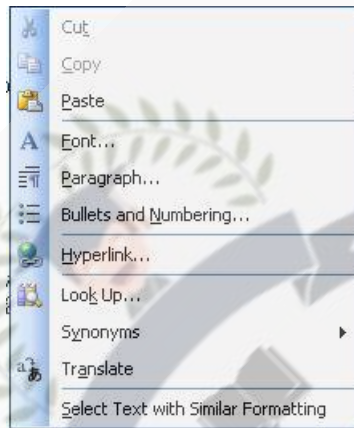 Cut
Copy
Paste
Font...
Paragraph...
Bullets and Numbering...
Hyperlink...
Look Up...
Synonyms
Translate
Select Text with Similar Formatting